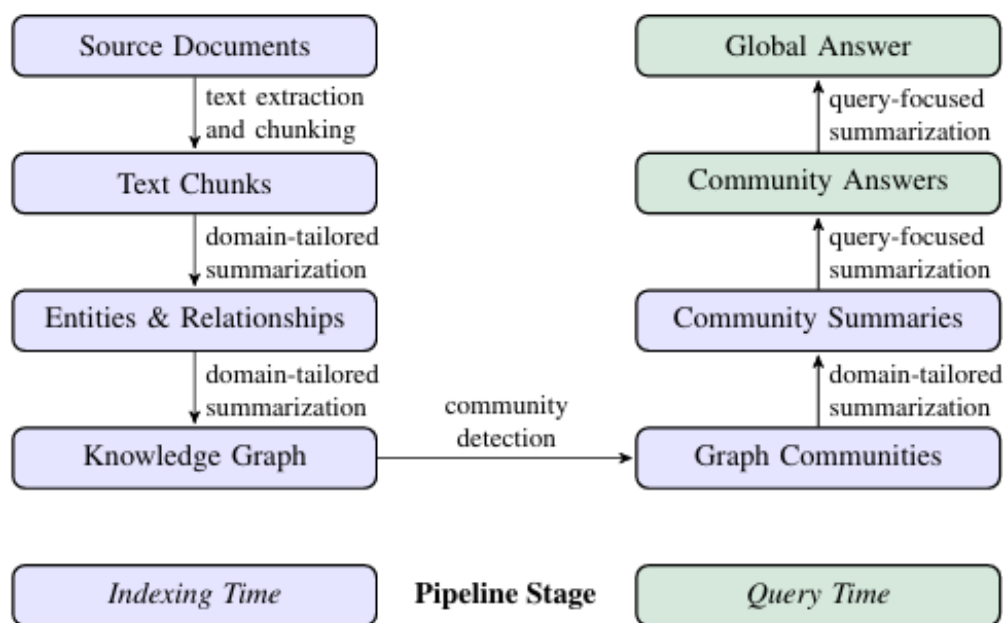 Source Documents
text extraction
and chunking
Text Chunks
domain-tailored
summarization
Entities & Relationships
domain-tailored
summarization
Knowledge Graph
community
detection
Graph Communities
domain-tailored
summarization
Community Summaries
query-focused
summarization
Community Answers
query-focused
summarization
Global Answer
Indexing Time
Pipeline Stage
Query Time